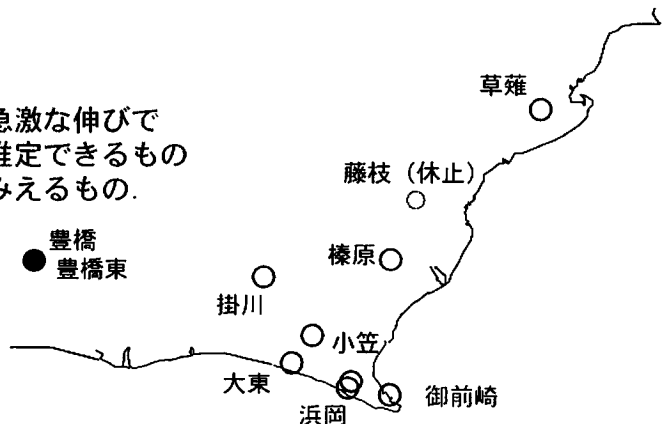 急激な伸びで
推定できるもの
みえるもの.
草薙
藤枝（休止）
豊橋
豊橋東
榛原
掛川
小笠
大東
浜岡
御前崎